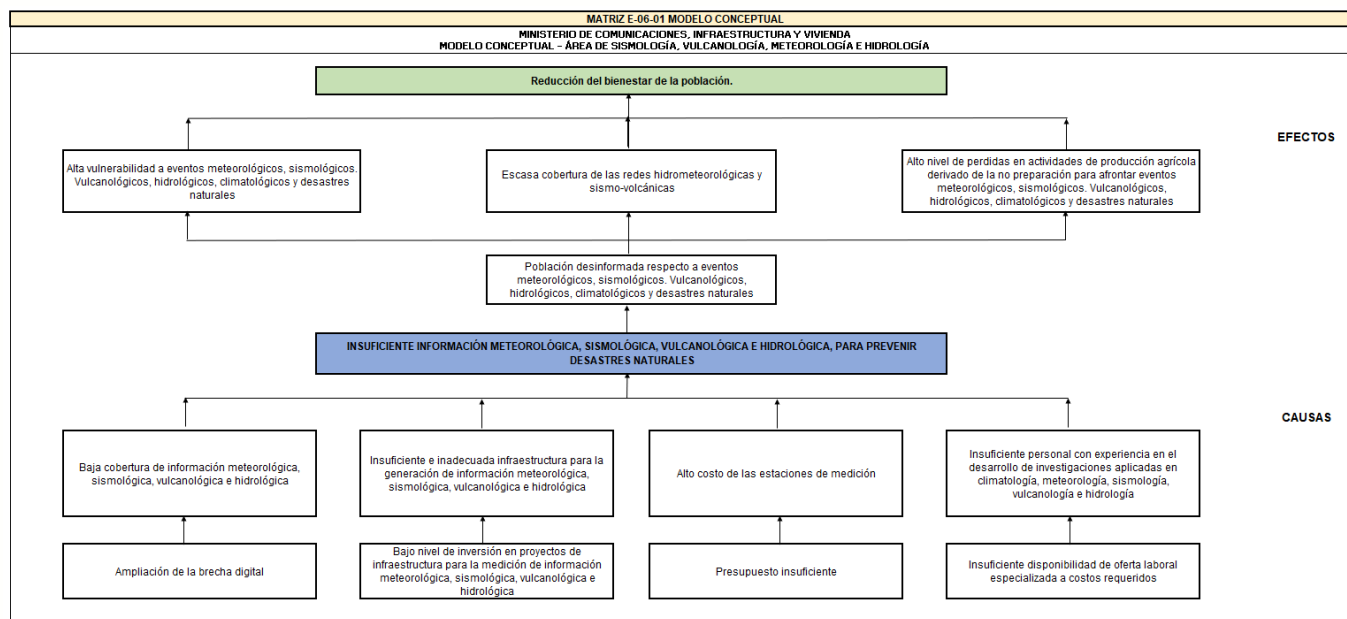 MATRIZ E-06-01 MODELO CONCEPTUAL
MINISTERIO DE COMUNICACIONES, INFRAESTRUCTURA Y VIVIENDA
MODELO CONCEPTUAL - ÁREA DE SISMOLOGÍA, VULCANOLOGÍA, METEOROLOGÍA E HIDROLOGÍA
Reducción del bienestar de la población.
EFECTOS
Alta vulnerabilidad a eventos meteorológicos, sismológicos.
Vulcanológicos, hidrológicos, climatológicos y desastres
naturales
Escasa cobertura de las redes hidrometeorológicas y
sismo-volcánicas
Alto nivel de perdidas en actividades de producción agrícola
derivado de la no preparación para afrontar eventos
meteorológicos, sismológicos. Vulcanológicos,
hidrológicos, climatológicos y desastres naturales
Población desinformada respecto a eventos
meteorológicos, sismológicos. Vulcanológicos,
hidrológicos, climatológicos y desastres naturales
INSUFICIENTE INFORMACIÓN METEOROLÓGICA, SISMOLÓGICA, VULCANOLÓGICA E HIDROLÓGICA, PARA PREVENIR
DESASTRES NATURALES
CAUSAS
Baja cobertura de información meteorológica,
sismológica, vulcanológica e hidrológica
Insuficiente e inadecuada infraestructura para la
generación de información meteorológica,
sismológica, vulcanológica e hidrológica
Alto costo de las estaciones de medición
Insuficiente personal con experiencia en el
desarrollo de investigaciones aplicadas en
climatología, meteorología, sismología,
vulcanología e hidrología
Ampliación de la brecha digital
Bajo nivel de inversión en proyectos de
infraestructura para la medición de información
meteorológica, sismológica, vulcanológica e
hidrológica
Presupuesto insuficiente
Insuficiente disponibilidad de oferta laboral
especializada a costos requeridos